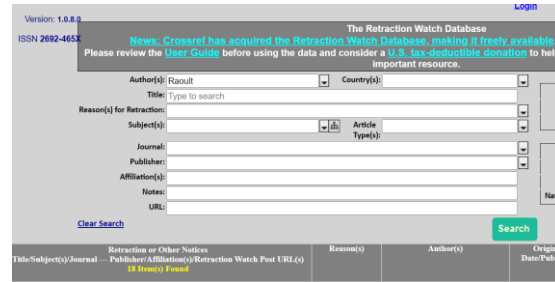 Login
Version: 1.0.8.0
The Retraction Watch Database
ISSN 2692-465X
News: Crossref has acquired the Retraction Watch Database, making it freely available
Please review the User Guide before using the data and consider a U.S. tax-deductible donation to hel
important resource.
Author(s): Raoult
Country(s):
Title: Type to search
Reason(s) for Retraction:
Subject(s):
Article Type(s):
Journal:
Publisher:
Affiliation(s):
Notes:
Na
URL:
Clear Search
Search
Retraction or Other Notices
Title/Subject(s)/Journal — Publisher/Affiliation(s)/Retraction Watch Post URL(s)
18 Item(s) Found
Reason(s)
Author(s)
Origin
Date/Pub